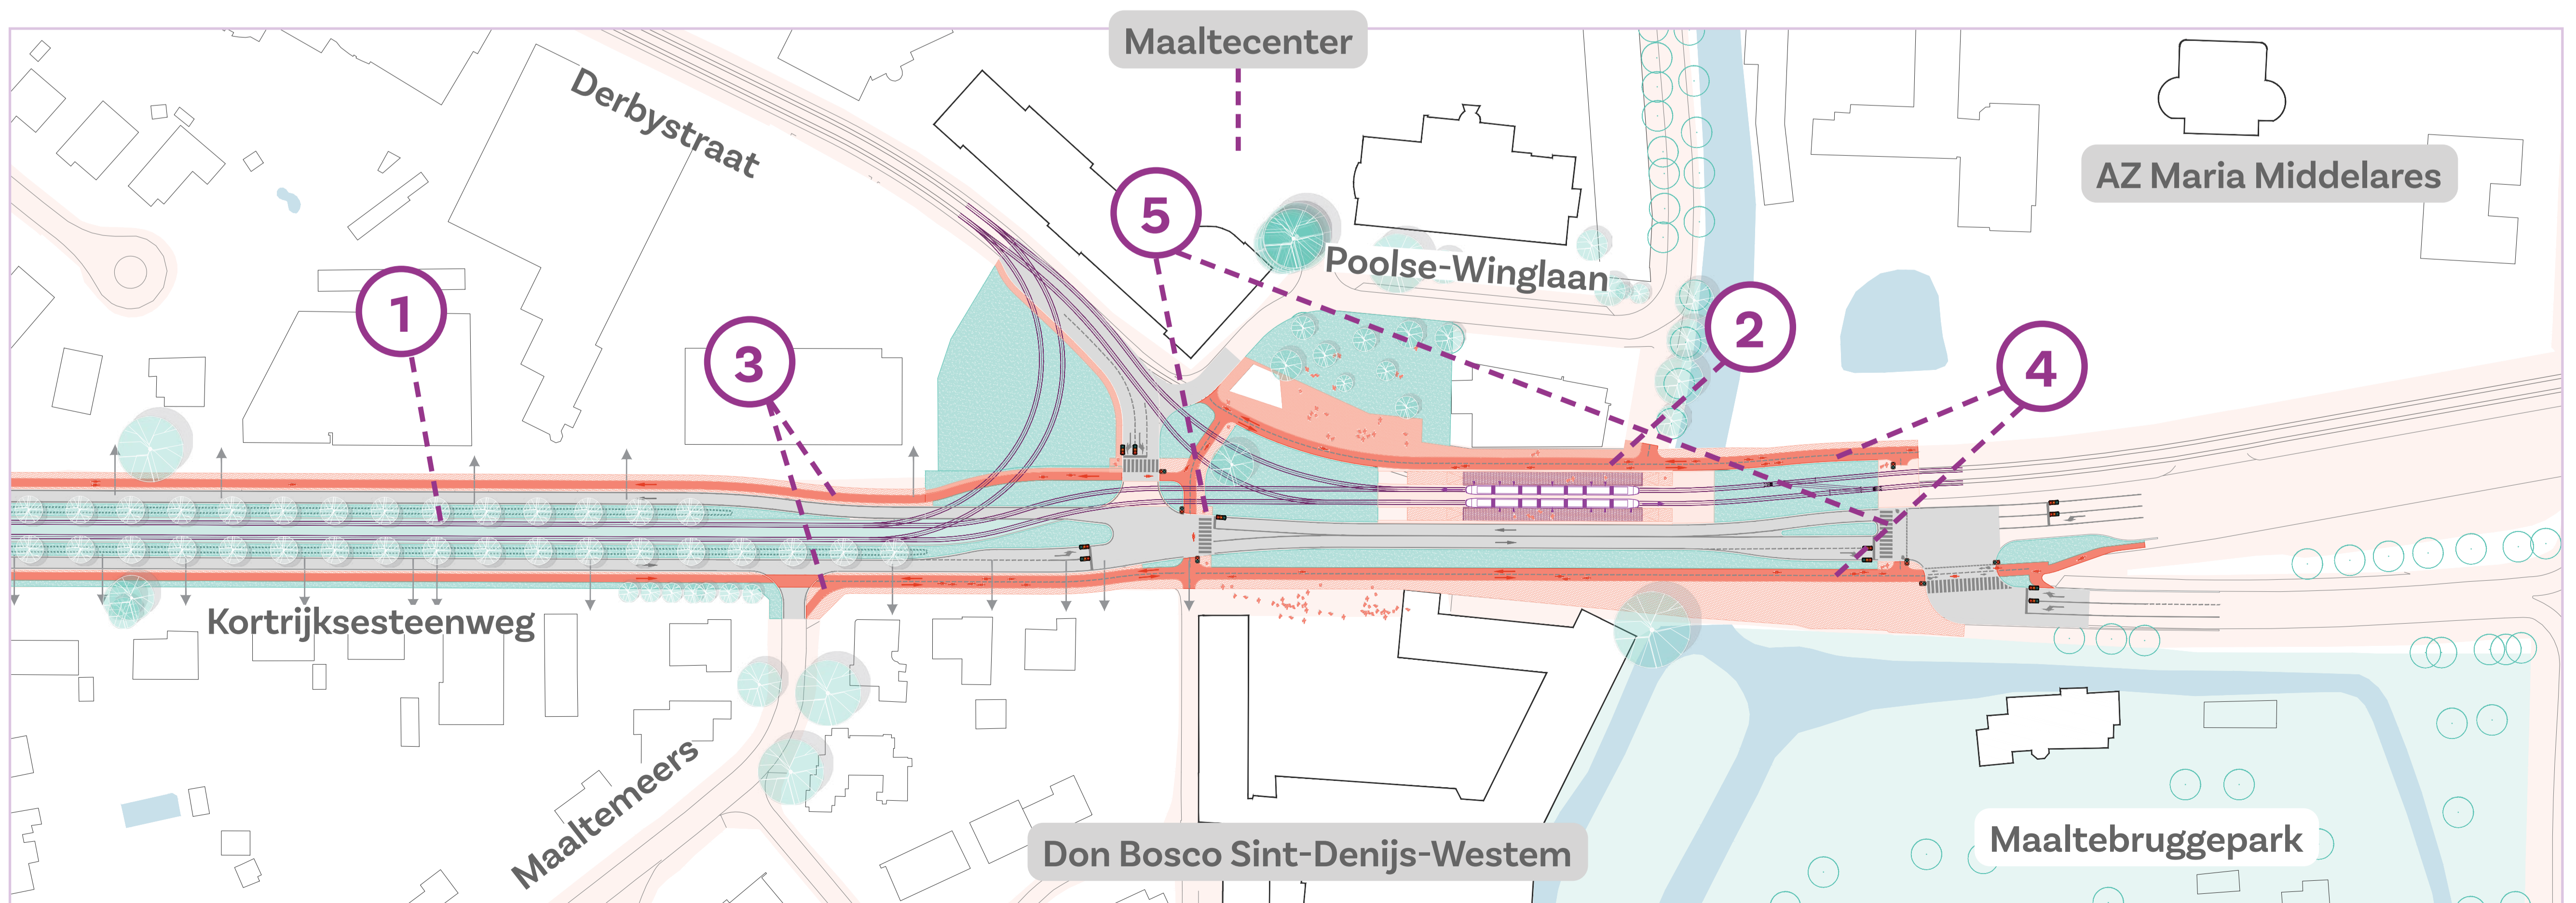 Maaltecenter
Derbystraat
AZ Maria Middelares
5
Poolse-Winglaan
1
2
3
4
Kortrijksesteenweg
Maaltemeers
Don Bosco Sint-Denijs-Westem
Maaltebruggepark